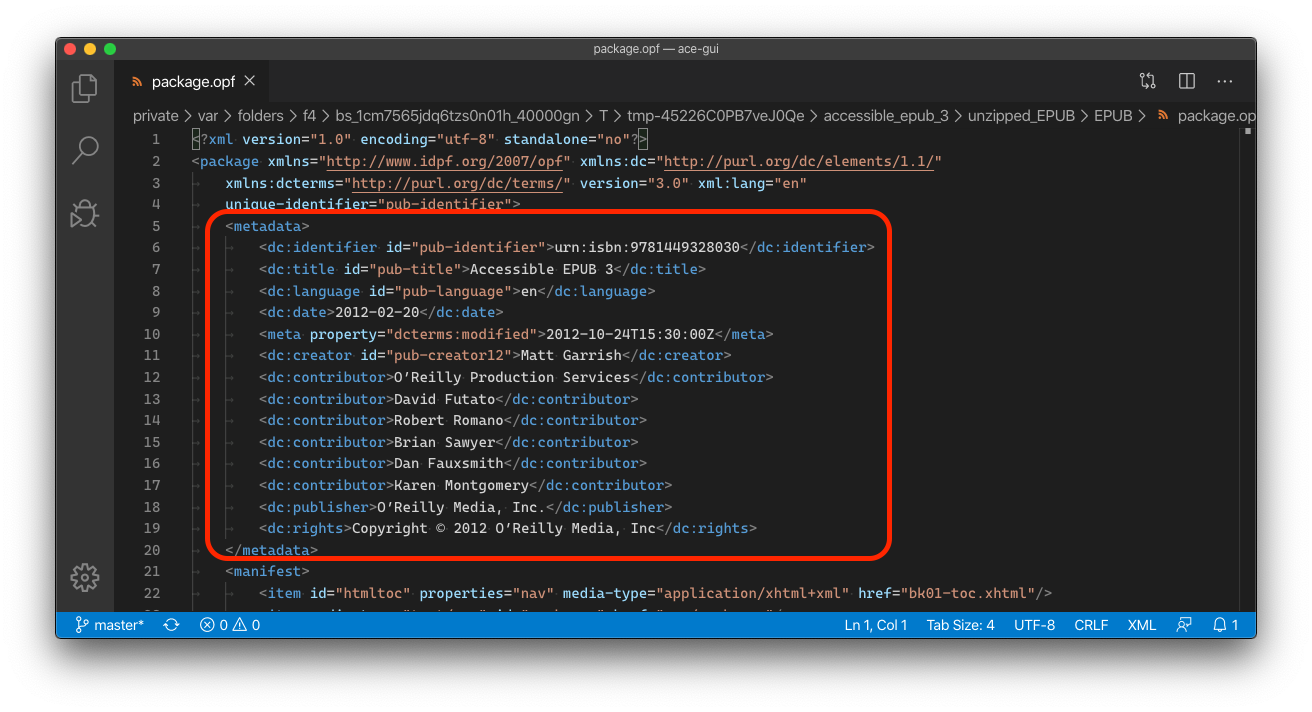 package.opf — ace-gui
package.opf
private > var > folders > f4 > bs_1cm7565jdq6tzs0n01h_40000gn > T > tmp-45226C0PB7veJ0Qe > accessible_epub_3 > unzipped_EPUB > EPUB > package.op
1 <?xml version="1.0" encoding="utf-8" standalone="no"?>
2 <package xmlns="http://www.idpf.org/2007/opf" xmlns:dc="http://purl.org/dc/elements/1.1/"
3 xmlns:dcterms="http://purl.org/dc/terms/" version="3.0" xml:lang="en"
4 unique-identifier="pub-identifier">
5 <metadata>
6 <dc:identifier id="pub-identifier">urn:isbn:9781449328030</dc:identifier>
7 <dc:title id="pub-title">Accessible EPUB 3</dc:title>
8 <dc:language id="pub-language">en</dc:language>
9 <dc:date>2012-02-20</dc:date>
10 <meta property="dcterms:modified">2012-10-24T15:30:00Z</meta>
11 <dc:creator id="pub-creator12">Matt Garrish</dc:creator>
12 <dc:contributor>O’Reilly Production Services</dc:contributor>
13 <dc:contributor>David Futato</dc:contributor>
14 <dc:contributor>Robert Romano</dc:contributor>
15 <dc:contributor>Brian Sawyer</dc:contributor>
16 <dc:contributor>Dan Fauxsmith</dc:contributor>
17 <dc:contributor>Karen Montgomery</dc:contributor>
18 <dc:publisher>O’Reilly Media, Inc.</dc:publisher>
19 <dc:rights>Copyright © 2012 O’Reilly Media, Inc</dc:rights>
20 </metadata>
21 <manifest>
22 <item id="htmltoc" properties="nav" media-type="application/xhtml+xml" href="bk01-toc.xhtml"/>
master* 0 0 Ln 1, Col 1 Tab Size: 4 UTF-8 CRLF XML 1